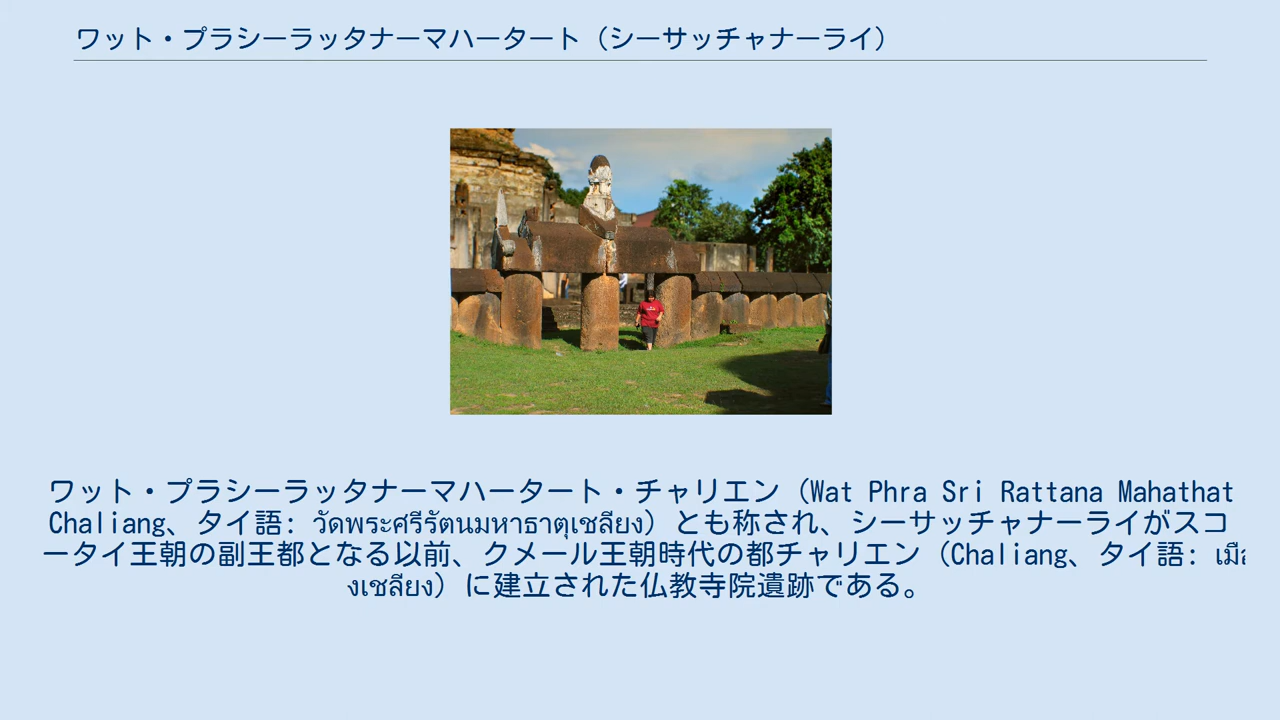 ワット・プラシーラッタナーマハータート（シーサッチャナーライ）
ワット・プラシーラッタナーマハータート・チャリエン（Wat Phra Sri Rattana Mahathat
Chaliang、タイ語: วัดพระศรีรัตนมหาธาตุเชลียง）とも称され、シーサッチャナーライがスコ
ータイ王朝の副王都となる以前、クメール王朝時代の都チャリエン（Chaliang、タイ語: เมือ
งเชลียง）に建立された仏教寺院遺跡である。